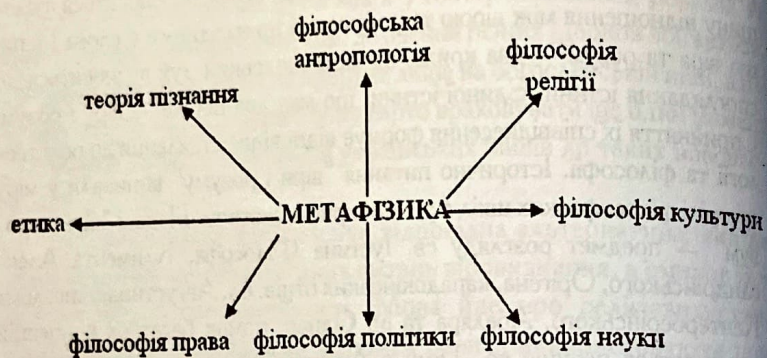 філософська
антропологія
філософія
релігії
теорія пізнання
етика
МЕТАФІЗИКА
філософія культури
філософія права
філософія політики
філософія науки